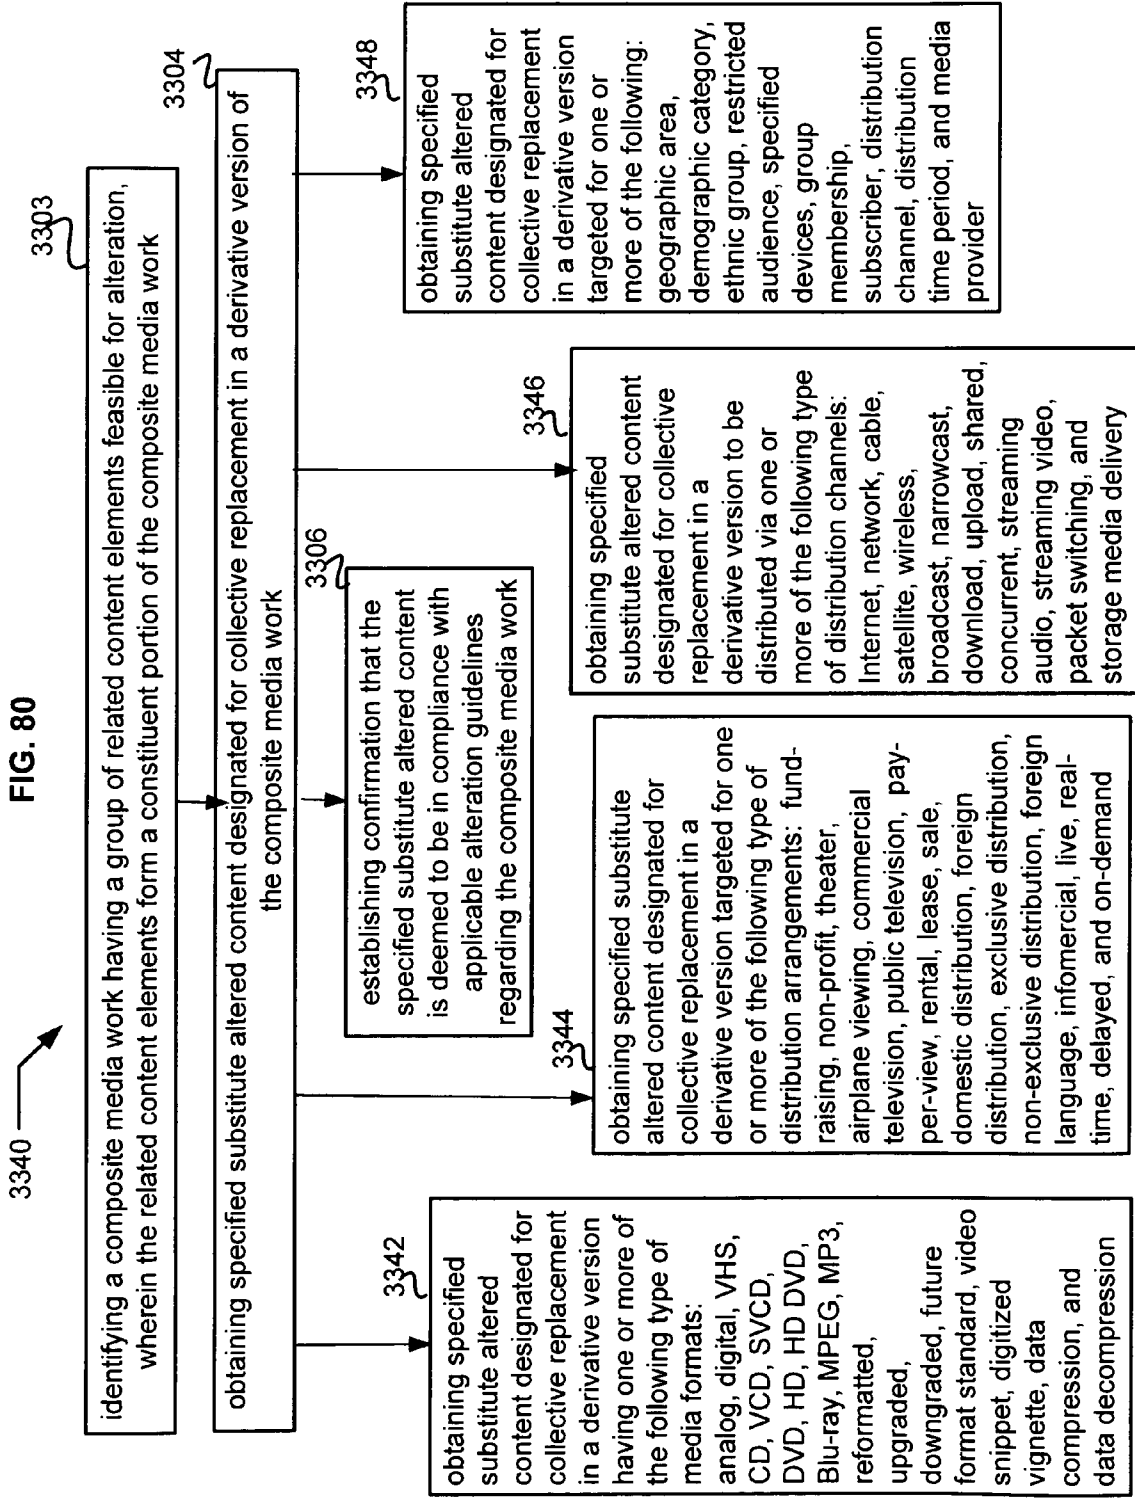 FIG. 80
3340
3303
identifying a composite media work having a group of related content elements feasible for alteration,
wherein the related content elements form a constituent portion of the composite media work
3304
obtaining specified substitute altered content designated for collective replacement in a derivative version of
the composite media work
3306
establishing confirmation that the
specified substitute altered content
is deemed to be in compliance with
applicable alteration guidelines
regarding the composite media work
3342
obtaining specified
substitute altered
content designated for
collective replacement
in a derivative version
having one or more of
the following type of
media formats:
analog, digital, VHS,
CD, VCD, SVCD,
DVD, HD, HD DVD,
Blu-ray, MPEG, MP3,
reformatted,
upgraded,
downgraded, future
format standard, video
snippet, digitized
vignette, data
compression, and
data decompression
3344
obtaining specified substitute
altered content designated for
collective replacement in a
derivative version targeted for one
or more of the following type of
distribution arrangements: fund-
raising, non-profit, theater,
airplane viewing, commercial
television, public television, pay-
per-view, rental, lease, sale,
domestic distribution, foreign
distribution, exclusive distribution,
non-exclusive distribution, foreign
language, infomercial, live, real-
time, delayed, and on-demand
3346
obtaining specified
substitute altered content
designated for collective
replacement in a
derivative version to be
distributed via one or
more of the following type
of distribution channels:
Internet, network, cable,
satellite, wireless,
broadcast, narrowcast,
download, upload, shared,
concurrent, streaming
audio, streaming video,
packet switching, and
storage media delivery
3348
obtaining specified
substitute altered
content designated for
collective replacement
in a derivative version
targeted for one or
more of the following:
geographic area,
demographic category,
ethnic group, restricted
audience, specified
devices, group
membership,
subscriber, distribution
channel, distribution
time period, and media
provider